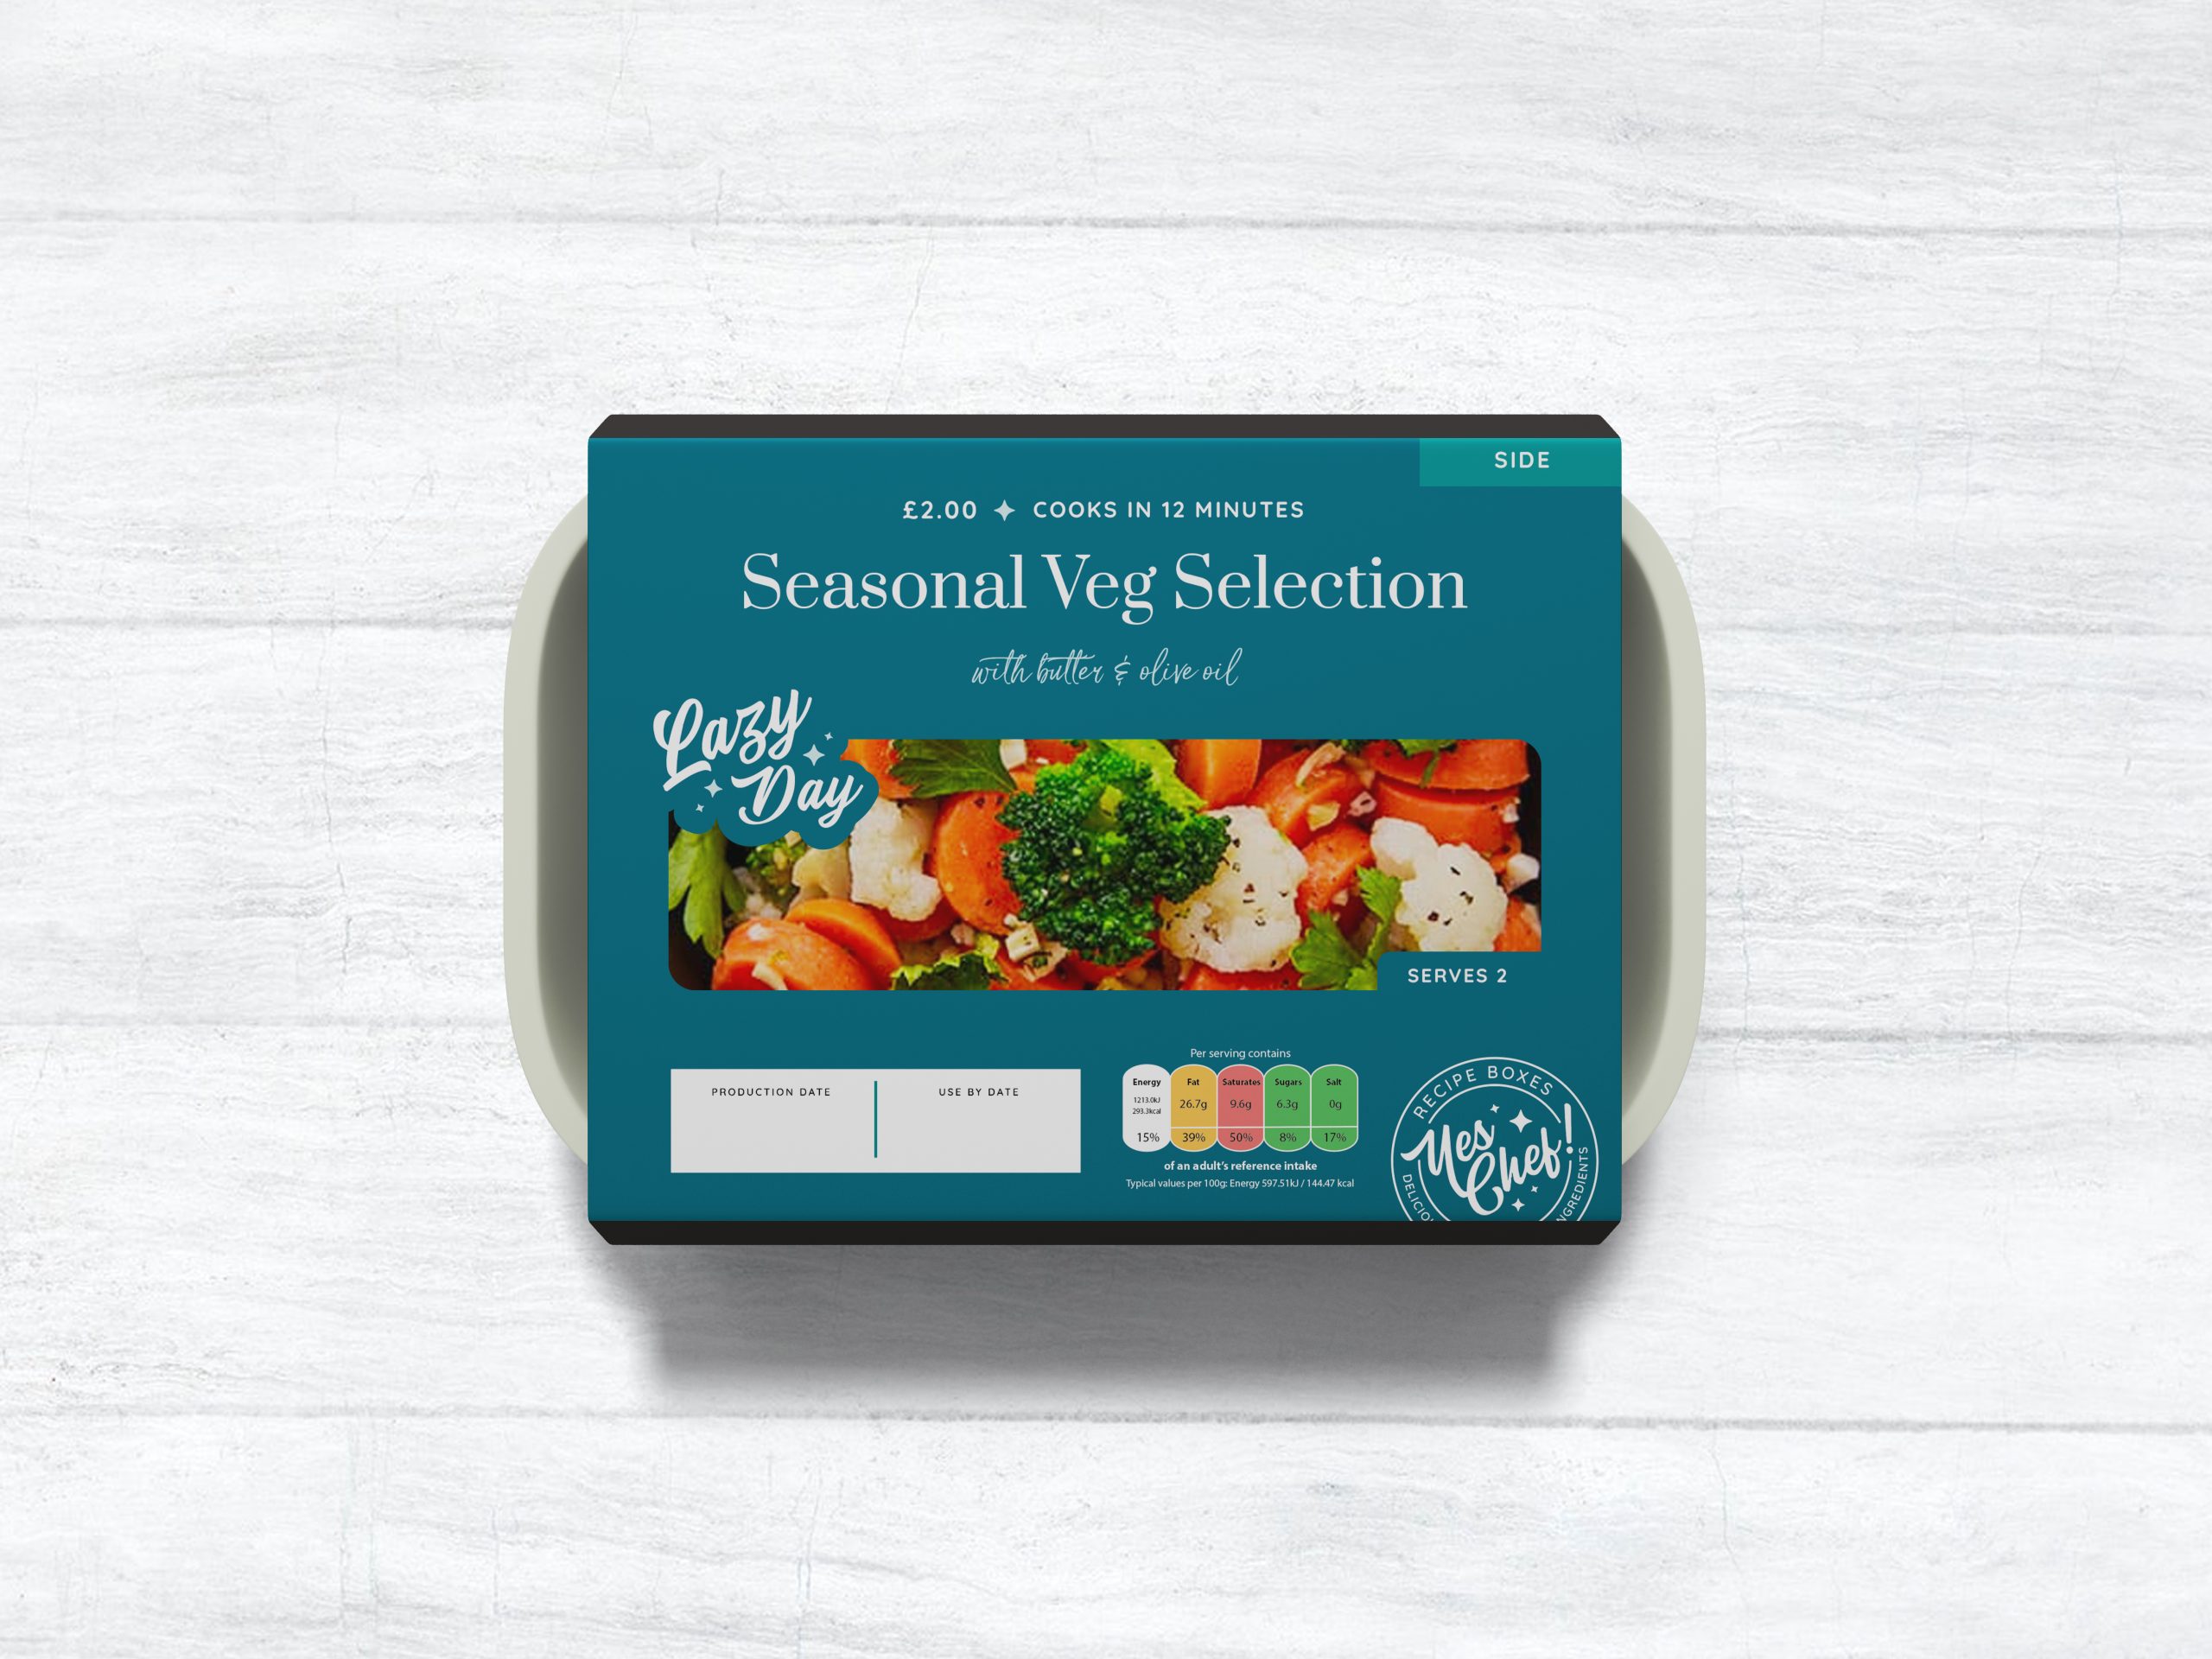 SIDE
£2.00 ✦ COOKS IN 12 MINUTES
Seasonal Veg Selection
with butter & olive oil
Lazy
Day
SERVES 2
PRODUCTION DATE
USE BY DATE
Per serving contains
Energy Fat Saturates Sugars Salt
1213.0kJ
293.3kcal
26.7g 9.6g 6.3g 0g
15% 39% 50% 8% 17%
of an adult's reference intake
Typical values per 100g: Energy 597.51kJ / 144.47 kcal
RECIPE BOXES
Yes
Chef!